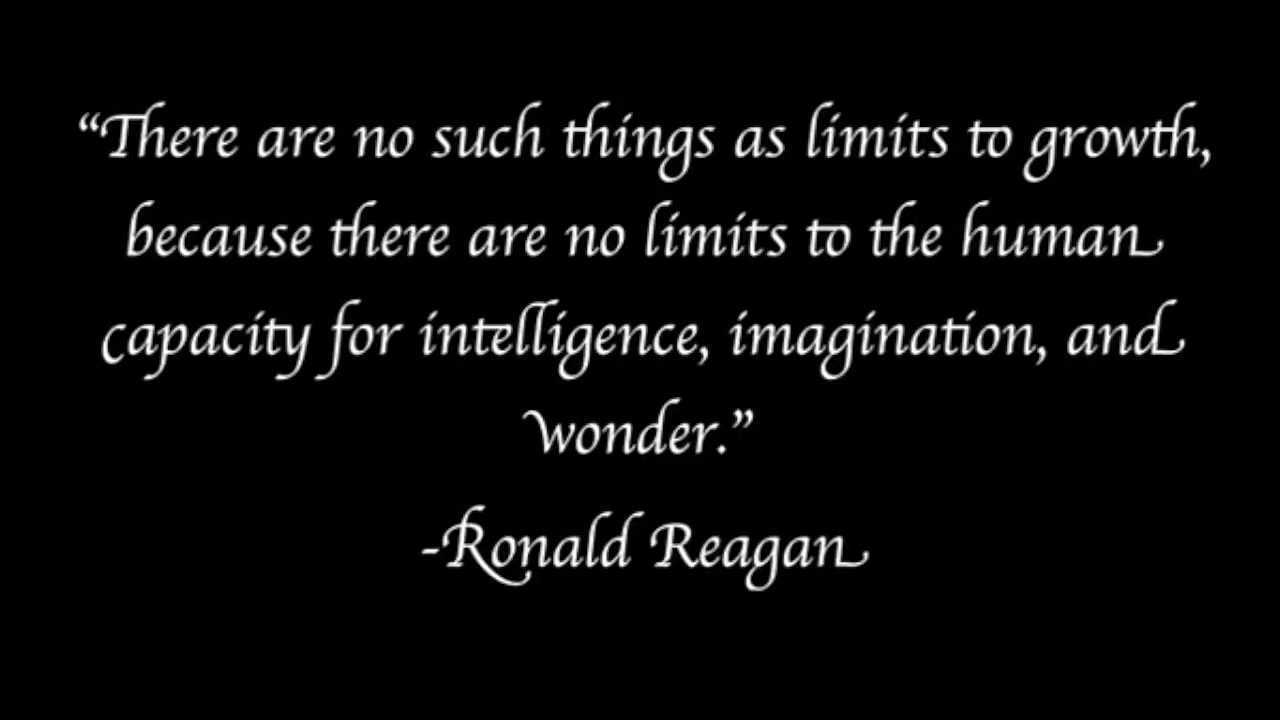 “There are no such things as limits to growth,
because there are no limits to the human
capacity for intelligence, imagination, and
wonder.”
-Ronald Reagan